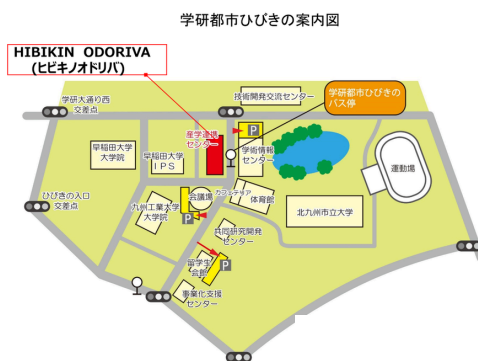 学研都市ひびきの案内図
HIBIKIN ODORIVA
(ヒビキノオドリバ)
学研都市ひびきの
バス停
技術開発交流センター
学研大通り西
交差点
産学連携
センター
P
早稲田大学
大学院
早稲田大学
IPS
学術情報
センター
運動場
ひびきの入口
交差点
九州工業大学
大学院
会議場
カフェテリア
体育館
北九州市立大学
P
共同研究開発
センター
留学生
会館
P
事業化支援
センター